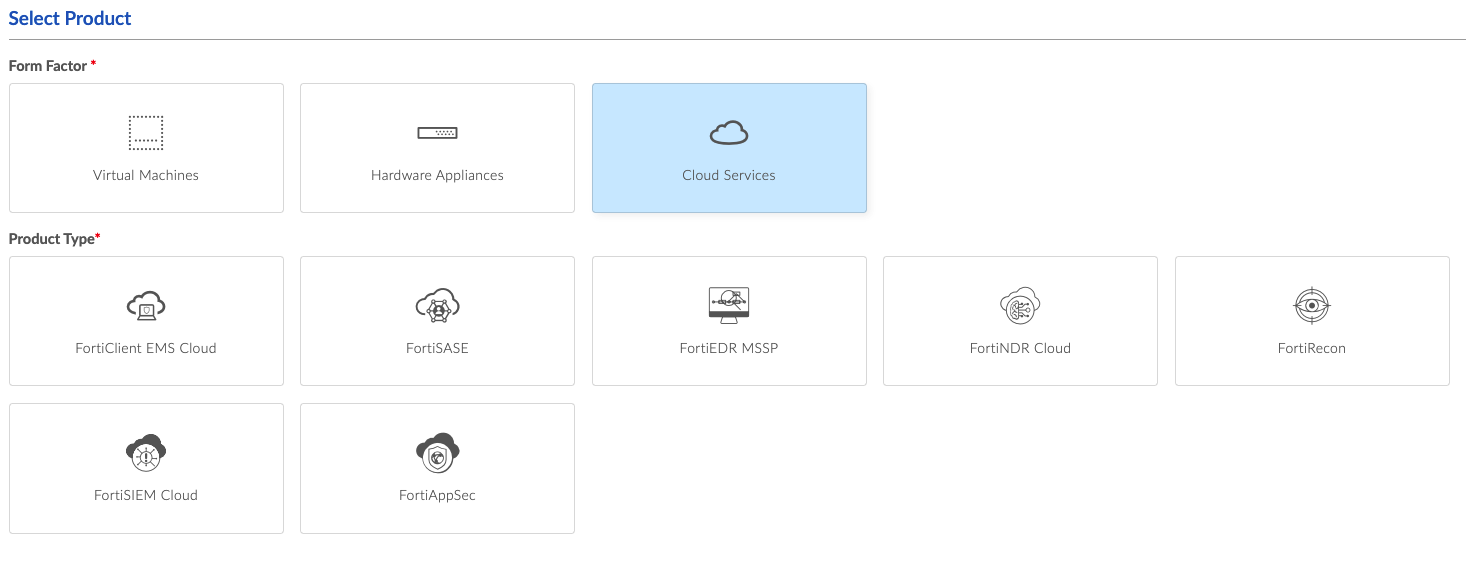 Select Product
Form Factor *
Virtual Machines
Hardware Appliances
Cloud Services
Product Type*
FortiClient EMS Cloud
FortiSASE
FortiEDR MSSP
FortiNDR Cloud
FortiRecon
FortiSIEM Cloud
FortiAppSec